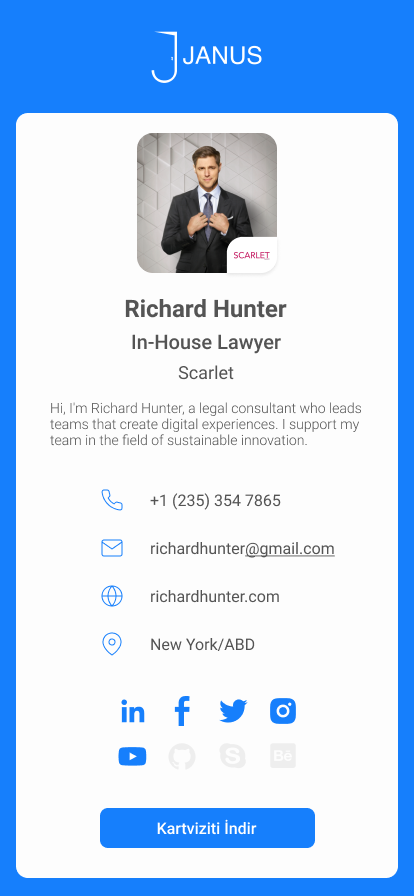 JANUS
SCARLET
Richard Hunter
In-House Lawyer
Scarlet
Hi, I'm Richard Hunter, a legal consultant who leads
teams that create digital experiences. I support my
team in the field of sustainable innovation.
+1 (235) 354 7865
richardhunter@gmail.com
richardhunter.com
New York/ABD
in
Bē
Kartviziti İndir